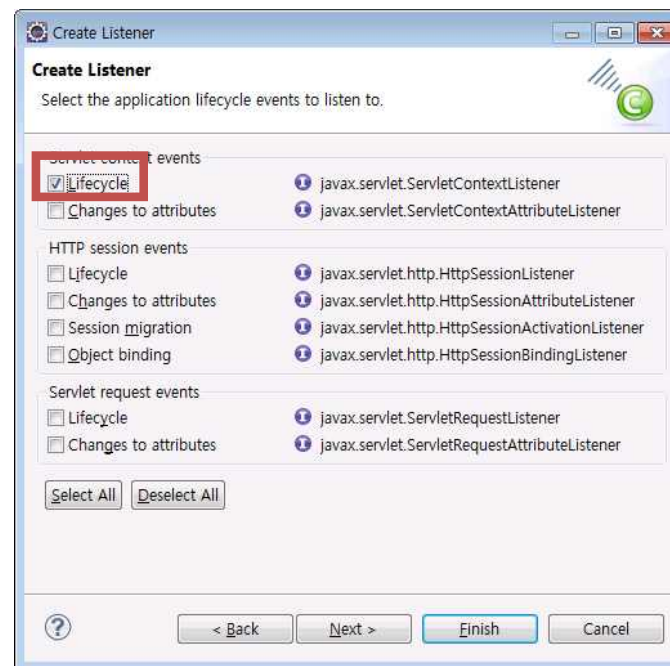 Create Listener
Create Listener
Select the application lifecycle events to listen to.
Servlet context events
Lifecycle javax.servlet.ServletContextListener
Changes to attributes javax.servlet.ServletContextAttributeListener
HTTP session events
Lifecycle javax.servlet.http.HttpSessionListener
Changes to attributes javax.servlet.http.HttpSessionAttributeListener
Session migration javax.servlet.http.HttpSessionActivationListener
Object binding javax.servlet.http.HttpSessionBindingListener
Servlet request events
Lifecycle javax.servlet.ServletRequestListener
Changes to attributes javax.servlet.ServletRequestAttributeListener
Select All Deselect All
? < Back Next > Finish Cancel